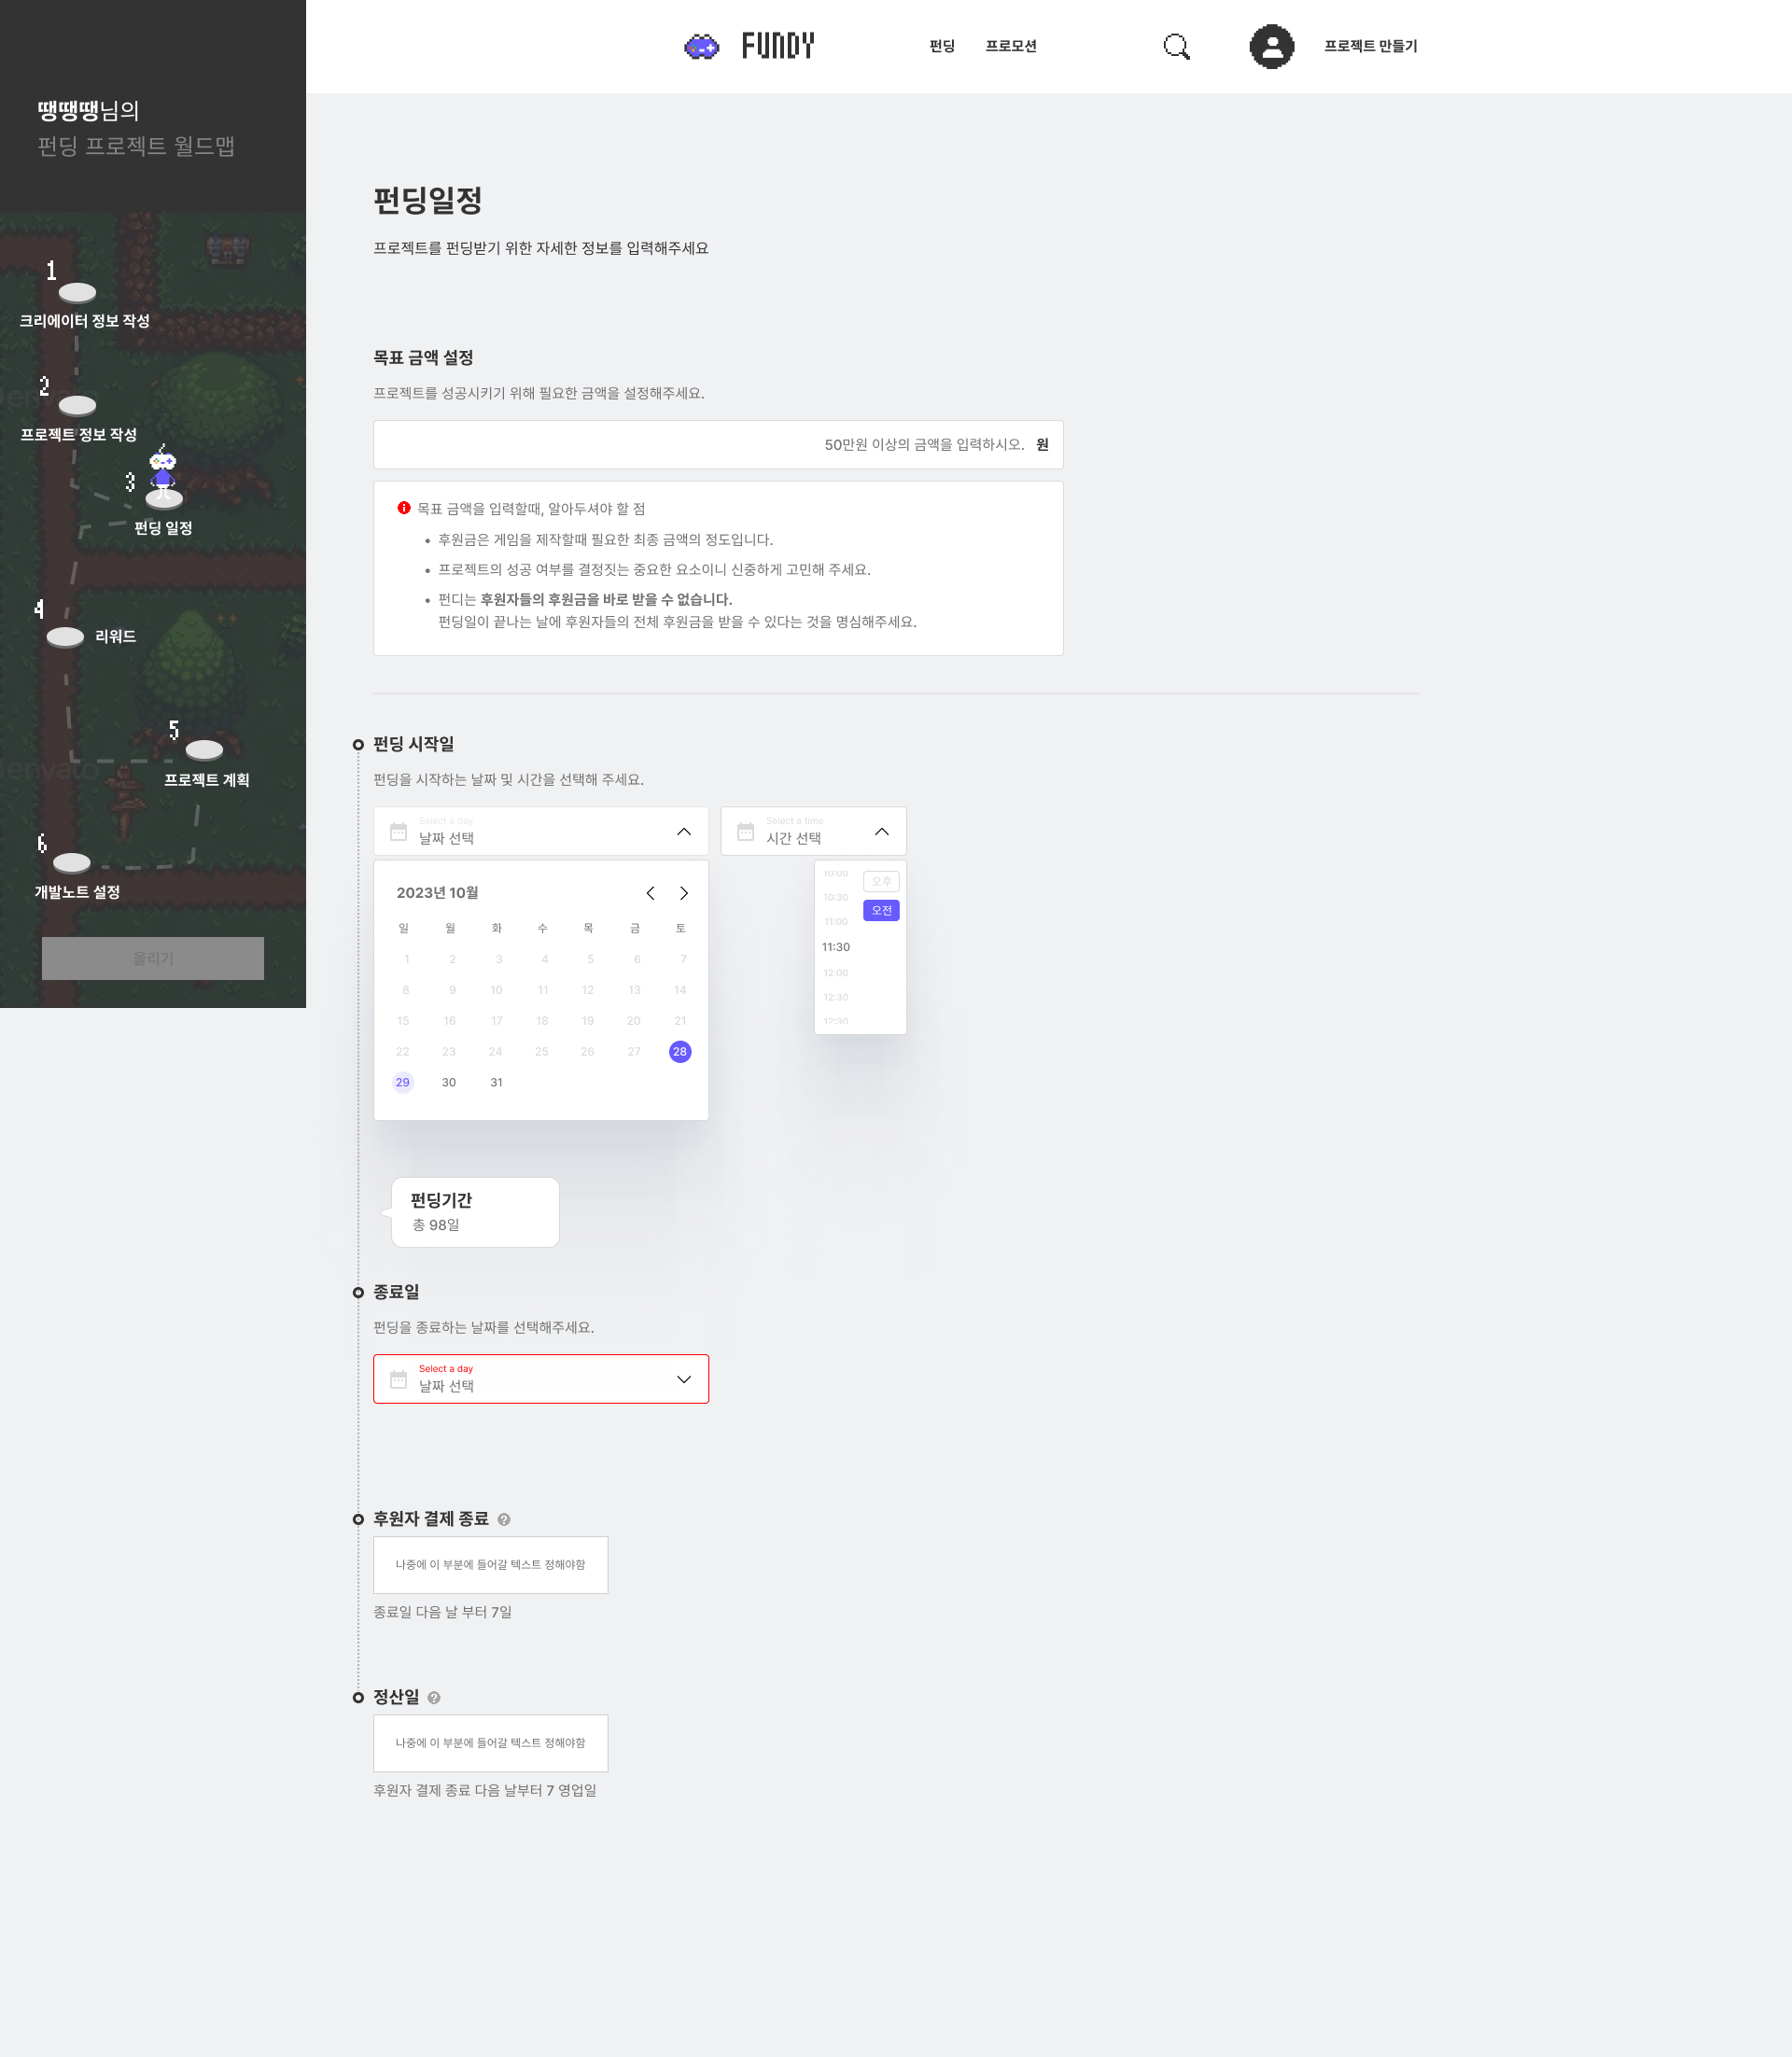 땡땡땡님의
펀딩 프로젝트 월드맵
1
크리에이터 정보 작성
2
프로젝트 정보 작성
3
펀딩 일정
4
리워드
5
프로젝트 계획
6
개발노트 설정
올리기
FUNDY
펀딩
프로모션
프로젝트 만들기
펀딩일정
프로젝트를 펀딩받기 위한 자세한 정보를 입력해주세요
목표 금액 설정
프로젝트를 성공시키기 위해 필요한 금액을 설정해주세요.
50만원 이상의 금액을 입력하시오. 원
목표 금액을 입력할때, 알아두셔야 할 점
• 후원금은 게임을 제작할때 필요한 최종 금액의 정도입니다.
• 프로젝트의 성공 여부를 결정짓는 중요한 요소이니 신중하게 고민해 주세요.
• 펀디는 후원자들의 후원금을 바로 받을 수 없습니다.
펀딩일이 끝나는 날에 후원자들의 전체 후원금을 받을 수 있다는 것을 명심해주세요.
펀딩 시작일
펀딩을 시작하는 날짜 및 시간을 선택해 주세요.
Select a day
날짜 선택
Select a time
시간 선택
2023년 10월
일 월 화 수 목 금 토
1 2 3 4 5 6 7
8 9 10 11 12 13 14
15 16 17 18 19 20 21
22 23 24 25 26 27 28
29 30 31
10:00
10:30
11:00
11:30
12:00
12:30
12:30
오후
오전
펀딩기간
총 98일
종료일
펀딩을 종료하는 날짜를 선택해주세요.
Select a day
날짜 선택
후원자 결제 종료
나중에 이 부분에 들어갈 텍스트 정해야함
종료일 다음 날 부터 7일
정산일
나중에 이 부분에 들어갈 텍스트 정해야함
후원자 결제 종료 다음 날부터 7 영업일